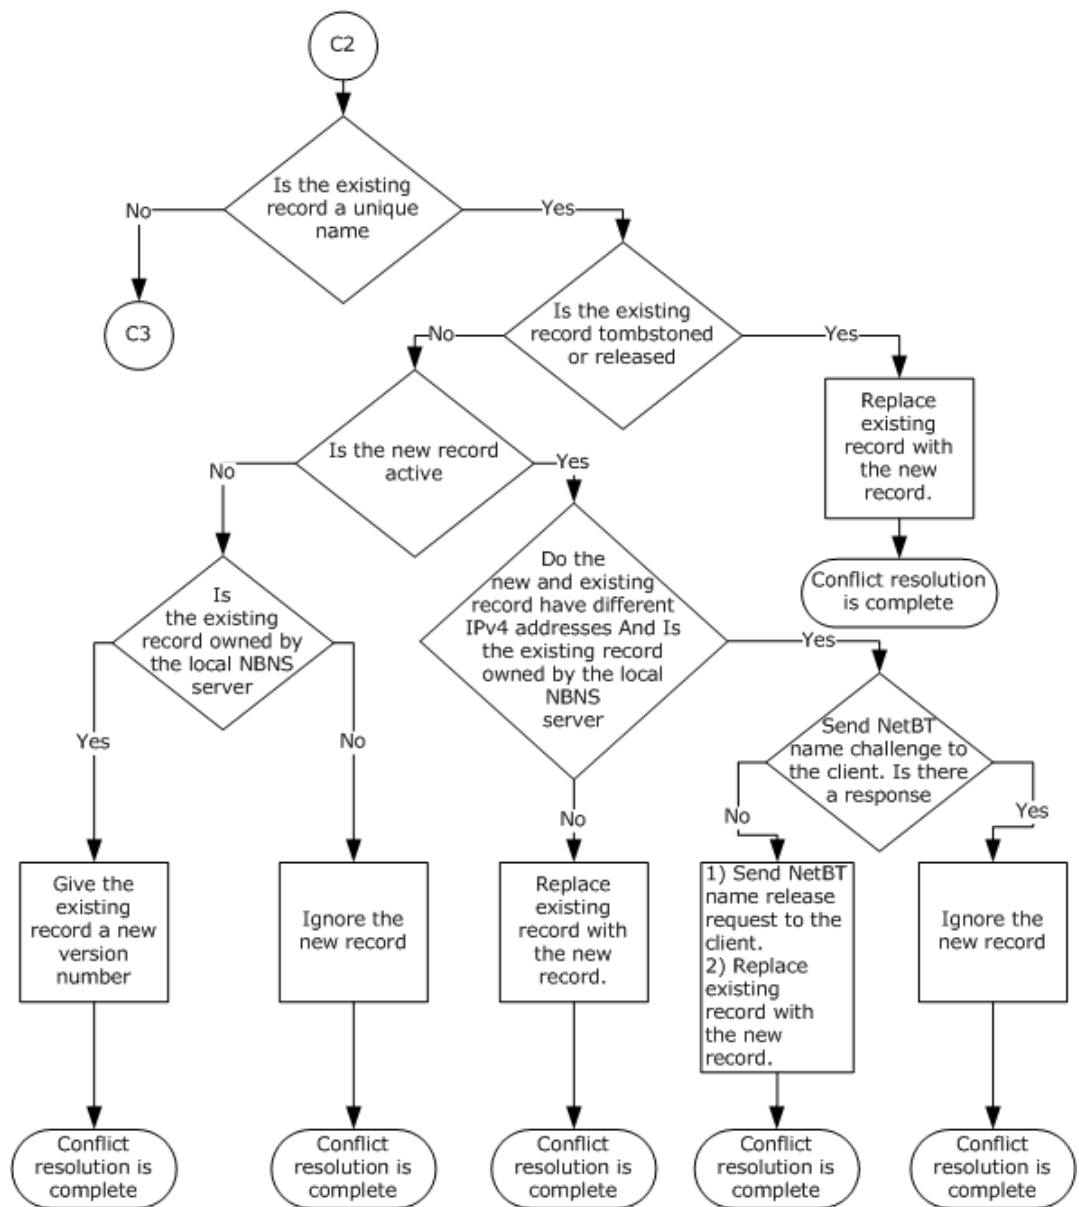 C2
Is the existing
record a unique
name
No
Yes
C3
Is the existing
record tombstoned
or released
No
Yes
Replace
existing
record with
the new
record.
Conflict resolution
is complete
Is the new record
active
No
Yes
Is
the existing
record owned by
the local NBNS
server
Yes
No
Do the
new and existing
record have different
IPv4 addresses And Is
the existing record
owned by the local
NBNS
server
Yes
No
Send NetBT
name challenge to
the client. Is there
a response
No
Yes
Give the
existing
record a new
version
number
Ignore the
new record
Replace
existing
record with
the new
record.
1) Send NetBT
name release
request to the
client.
2) Replace
existing
record with
the new
record.
Ignore the
new record
Conflict
resolution is
complete
Conflict
resolution is
complete
Conflict
resolution is
complete
Conflict
resolution is
complete
Conflict
resolution is
complete